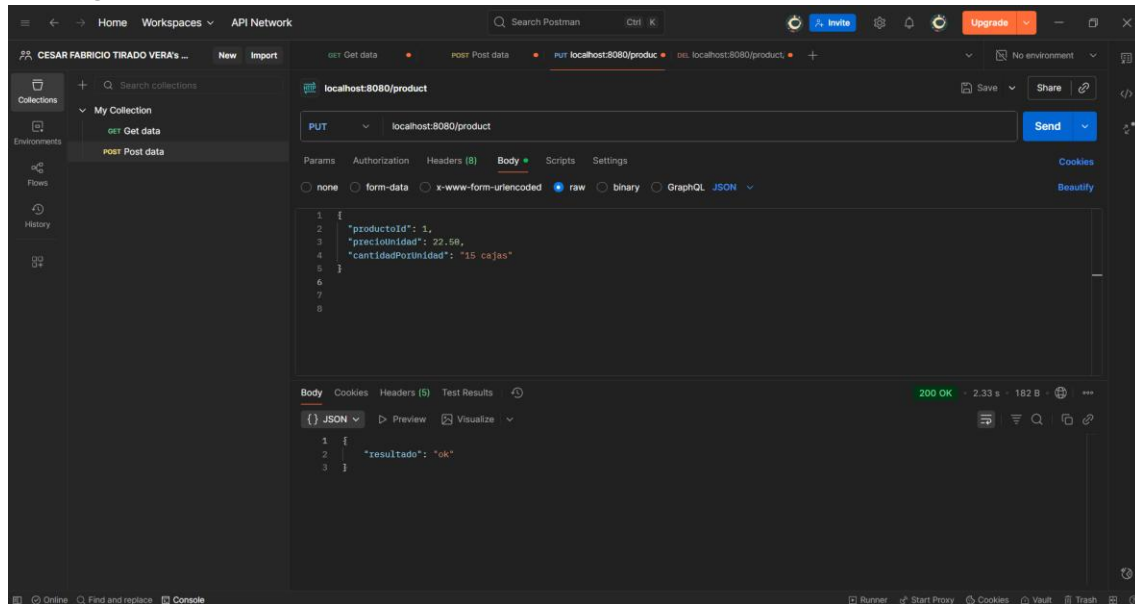 Home Workspaces API Network Search Postman Ctrl K Invite Upgrade
CESAR FABRICIO TIRADO VERA's ... New Import GET Get data POST Post data PUT localhost:8080/produc DEL localhost:8080/product, No environment
Collections
Search collections
localhost:8080/product Save Share
My Collection
GET Get data
POST Post data
Environments
Flows
History
PUT localhost:8080/product Send
Params Authorization Headers (8) Body Scripts Settings Cookies
none form-data x-www-form-urlencoded raw binary GraphQL JSON Beautify
1 {
2 "productoId": 1,
3 "precioUnidad": 22.50,
4 "cantidadPorUnidad": "15 cajas"
5 }
6
7
8
Body Cookies Headers (5) Test Results 200 OK 2.33 s 182 B
{} JSON Preview Visualize
1 {
2 "resultado": "ok"
3 }
Online Find and replace Console Runner Start Proxy Cookies Vault Trash